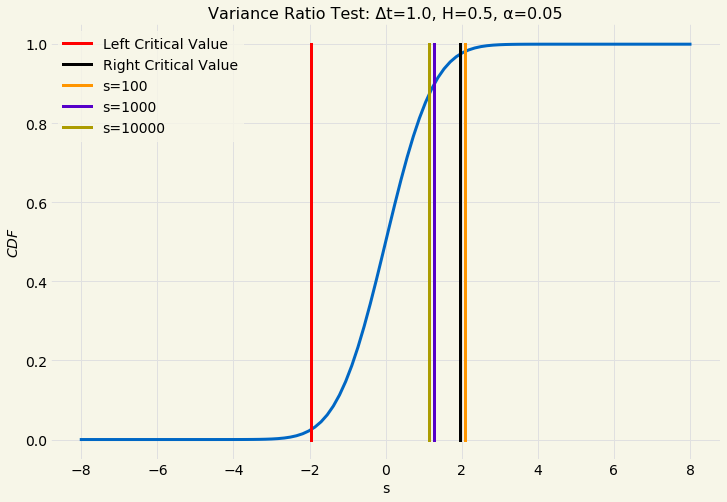 Variance Ratio Test: Δt=1.0, H=0.5, α=0.05
Left Critical Value
Right Critical Value
s=100
s=1000
s=10000
CDF
1.0
0.8
0.6
0.4
0.2
0.0
−8 −6 −4 −2 0 2 4 6 8
s